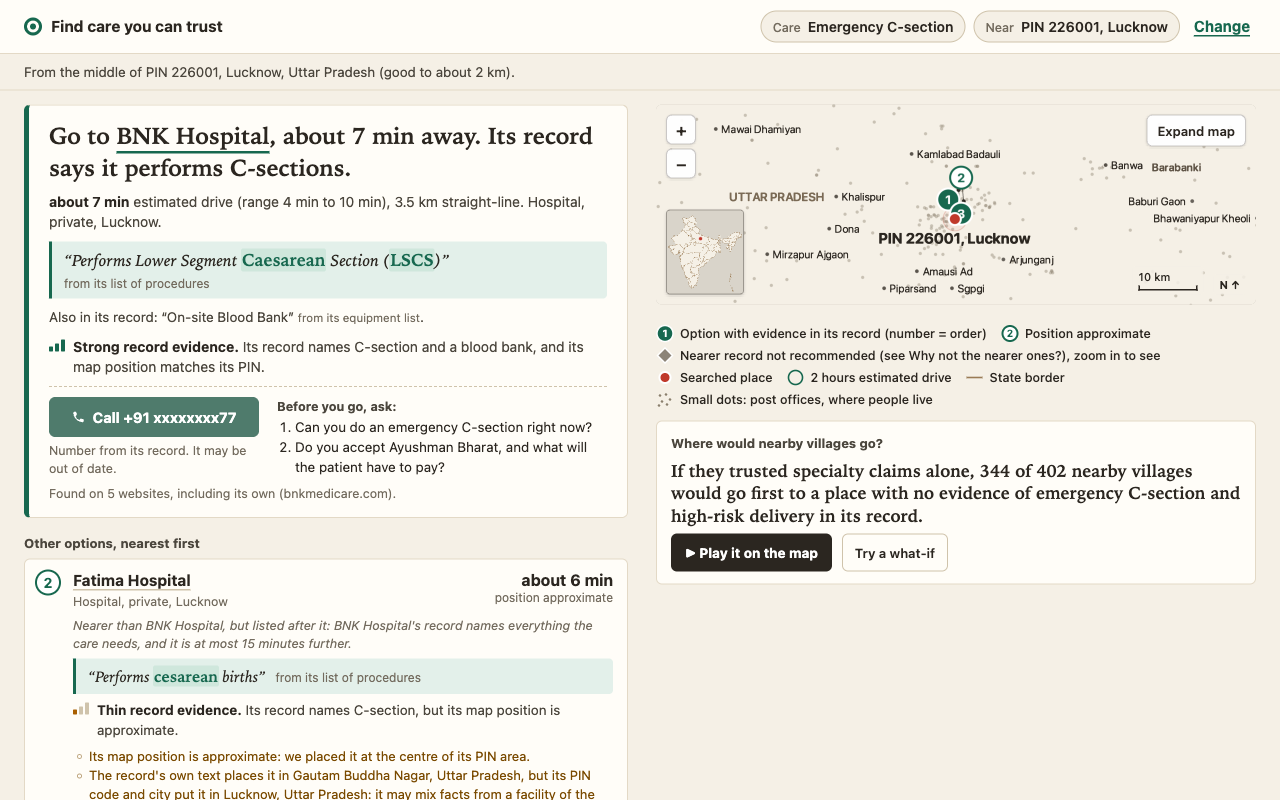 Find care you can trust
Care Emergency C-section
Near PIN 226001, Lucknow
Change
From the middle of PIN 226001, Lucknow, Uttar Pradesh (good to about 2 km).
Go to BNK Hospital, about 7 min away. Its record
says it performs C-sections.
about 7 min estimated drive (range 4 min to 10 min), 3.5 km straight-line. Hospital,
private, Lucknow.
“Performs Lower Segment Caesarean Section (LSCS)”
from its list of procedures
Also in its record: “On-site Blood Bank” from its equipment list.
Strong record evidence. Its record names C-section and a blood bank, and its
map position matches its PIN.
Call +91 xxxxxxxx77
Number from its record. It may be
out of date.
Before you go, ask:
1. Can you do an emergency C-section right now?
2. Do you accept Ayushman Bharat, and what will
the patient have to pay?
Found on 5 websites, including its own (bnkmedicare.com).
Other options, nearest first
2
Fatima Hospital
about 6 min
Hospital, private, Lucknow
position approximate
Nearer than BNK Hospital, but listed after it: BNK Hospital's record names everything the
care needs, and it is at most 15 minutes further.
“Performs cesarean births” from its list of procedures
Thin record evidence. Its record names C-section, but its map position is
approximate.
Its map position is approximate: we placed it at the centre of its PIN area.
The record's own text places it in Gautam Buddha Nagar, Uttar Pradesh, but its PIN
code and city put it in Lucknow, Uttar Pradesh: it may mix facts from a facility of the
+
−
Expand map
Mawai Dhamiyan
Kamlabad Badauli
Banwa
Barabanki
2
UTTAR PRADESH
Khalispur
1
3
Baburi Gaon
Bhawaniyapur Kheoli
Dona
PIN 226001, Lucknow
Mirzapur Ajgaon
Arjunganj
Amausi Ad
Piparsand
Sgpgi
10 km
N ↑
1 Option with evidence in its record (number = order)
2 Position approximate
Nearer record not recommended (see Why not the nearer ones?), zoom in to see
Searched place
2 hours estimated drive
State border
Small dots: post offices, where people live
Where would nearby villages go?
If they trusted specialty claims alone, 344 of 402 nearby villages
would go first to a place with no evidence of emergency C-section and
high-risk delivery in its record.
Play it on the map
Try a what-if